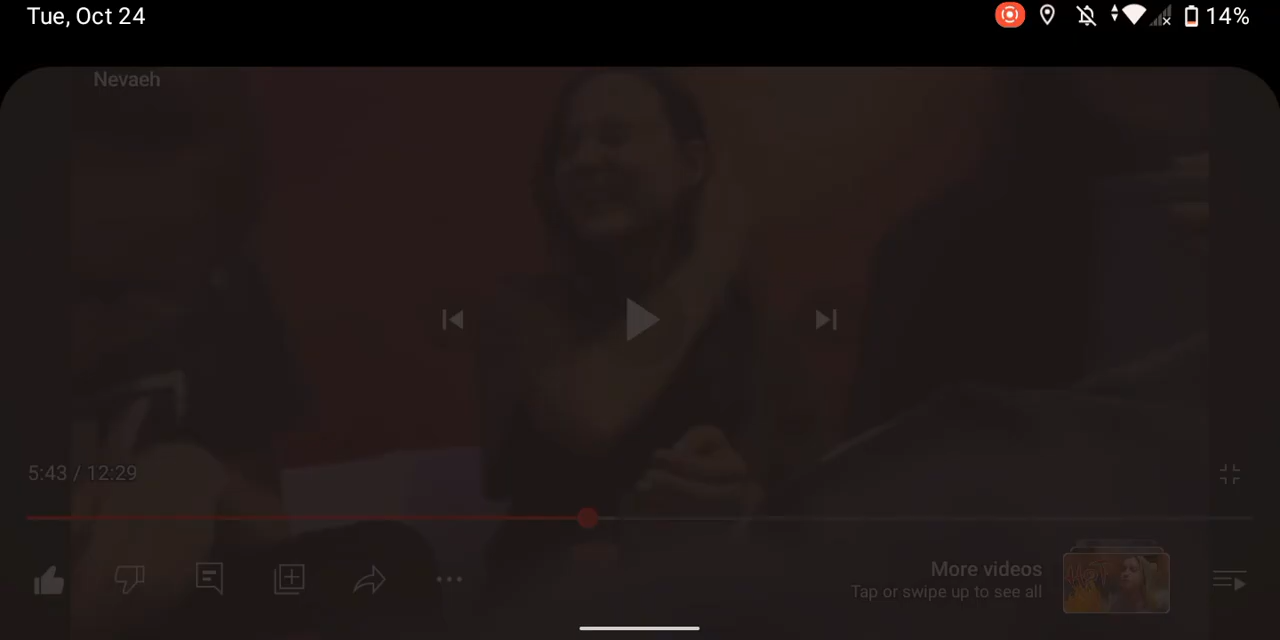 Tue, Oct 24
14%
Nevaeh
5:43 / 12:29
More videos
Tap or swipe up to see all